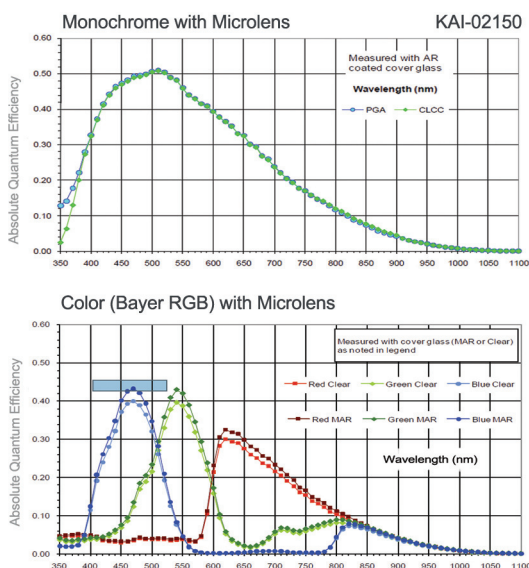 Monochrome with Microlens KAI-02150
Absolute Quantum Efficiency
0.60
0.50
0.40
0.30
0.20
0.10
0.00
Measured with AR
coated cover glass
Wavelength (nm)
PGA CLCC
350 400 450 500 550 600 650 700 750 800 850 900 950 1000 1050 1100
Color (Bayer RGB) with Microlens
Absolute Quantum Efficiency
0.60
0.50
0.40
0.30
0.20
0.10
0.00
Measured with cover glass (MAR or Clear)
as noted in legend
Red Clear Green Clear Blue Clear
Red MAR Green MAR Blue MAR
Wavelength (nm)
350 400 450 500 550 600 650 700 750 800 850 900 950 1000 1050 1100